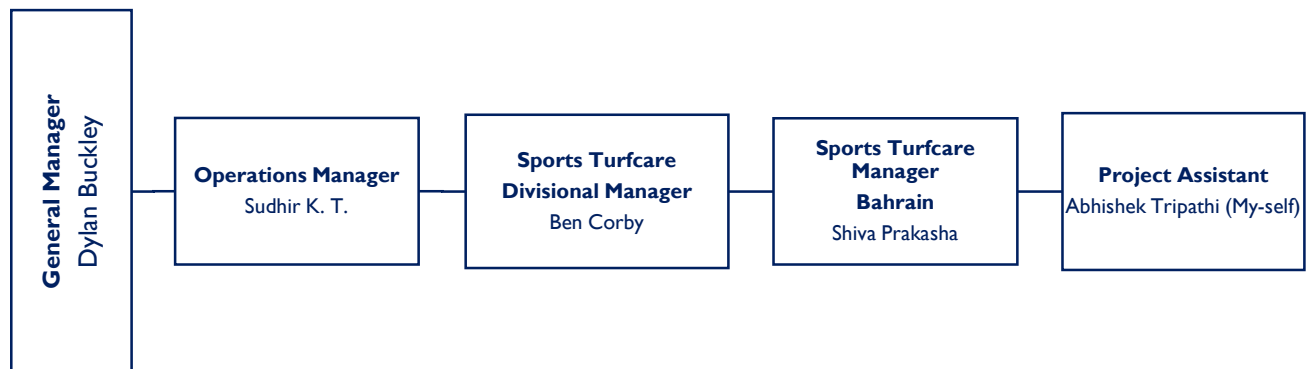 General Manager
Dylan Buckley
Operations Manager
Sudhir K. T.
Sports Turfcare
Divisional Manager
Ben Corby
Sports Turfcare
Manager
Bahrain
Shiva Prakasha
Project Assistant
Abhishek Tripathi (My-self)